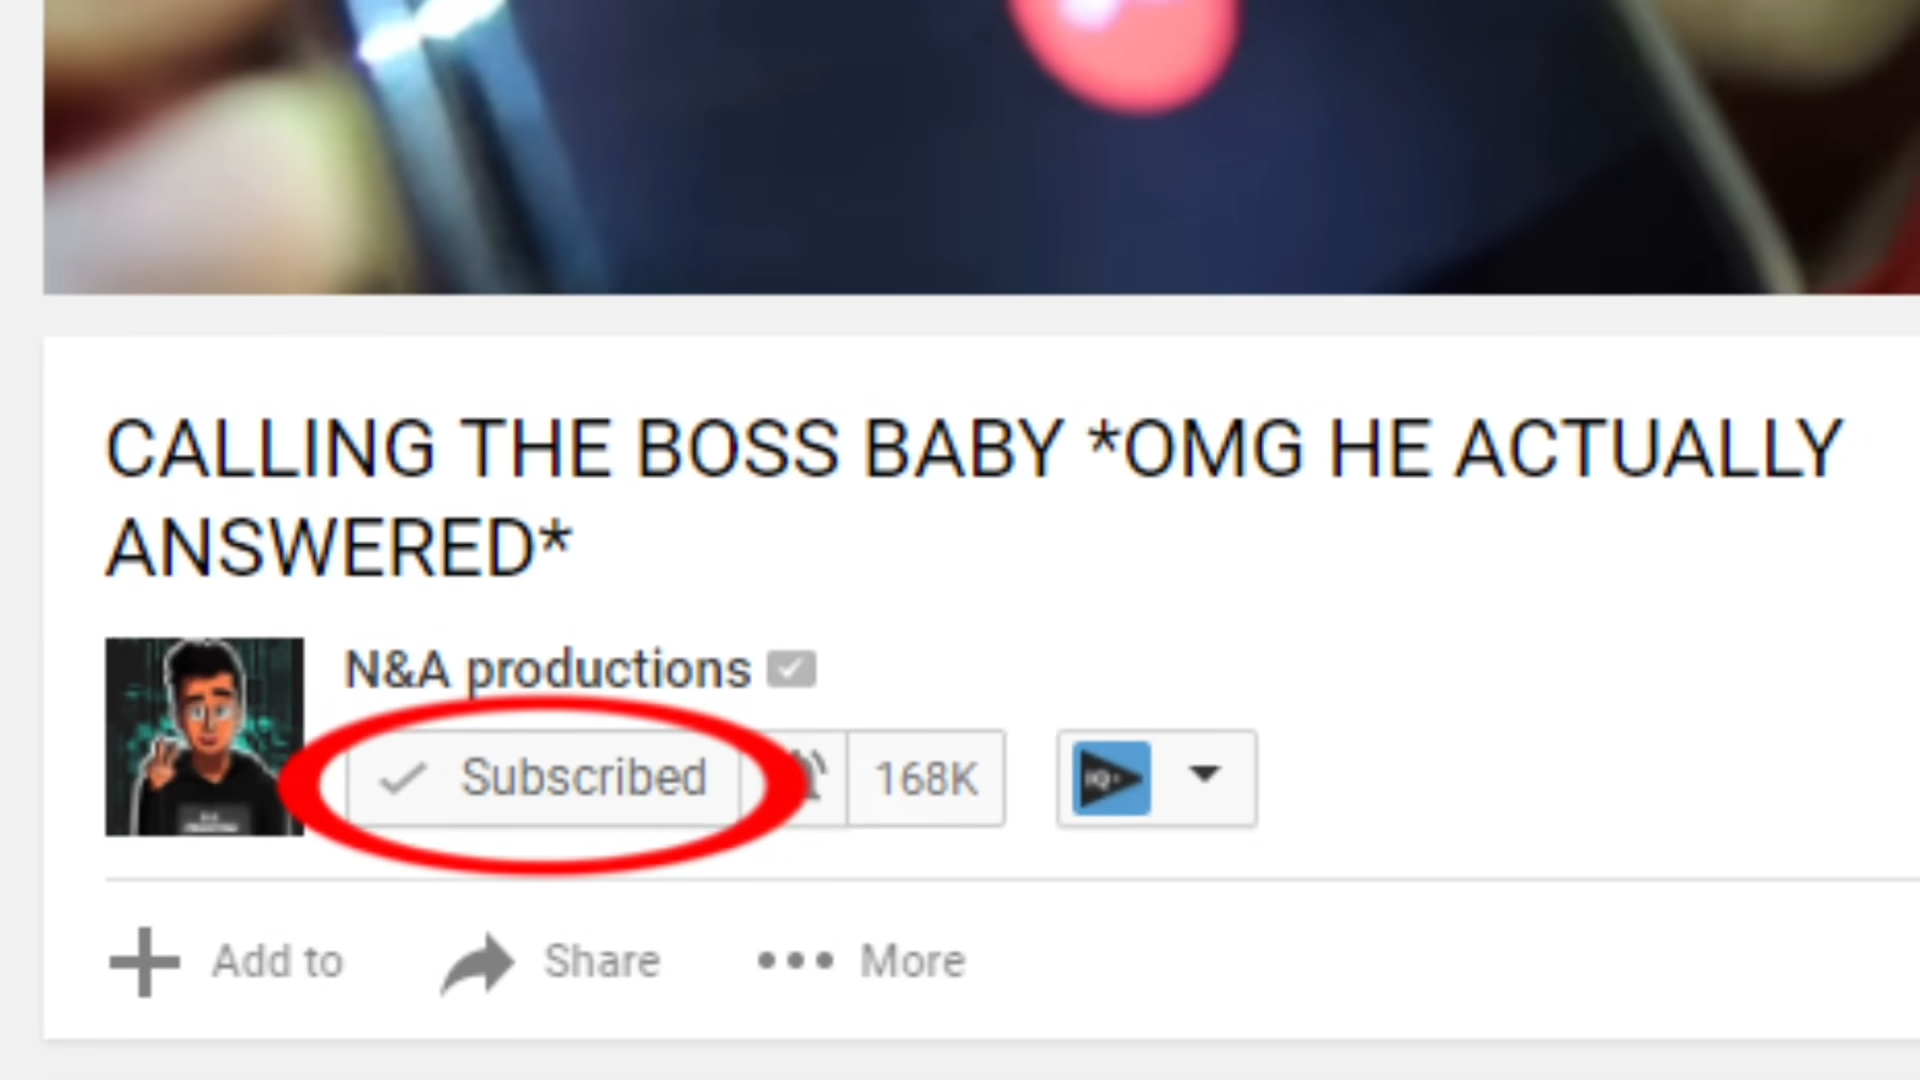 CALLING THE BOSS BABY *OMG HE ACTUALLY
ANSWERED*
N&A productions
Subscribed
168K
Add to
Share
More